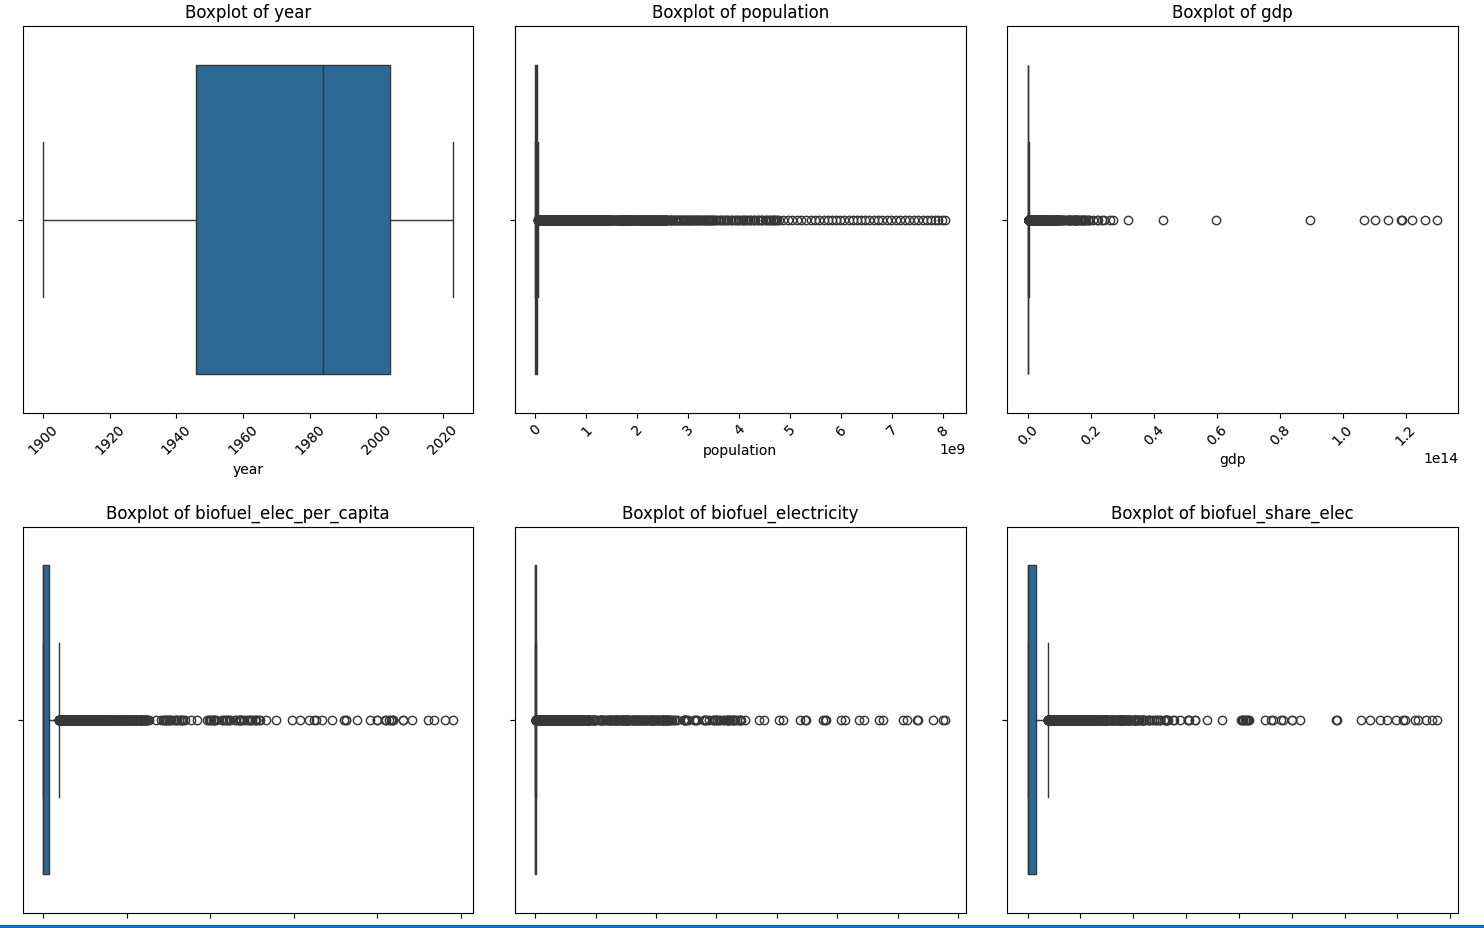 Boxplot of year
Boxplot of population
Boxplot of gdp
1900 1920 1940 1960 1980 2000 2020
year
0 1 2 3 4 5 6 7 8
1e9
population
0.0 0.2 0.4 0.6 0.8 1.0 1.2
1e14
gdp
Boxplot of biofuel_elec_per_capita
Boxplot of biofuel_electricity
Boxplot of biofuel_share_elec